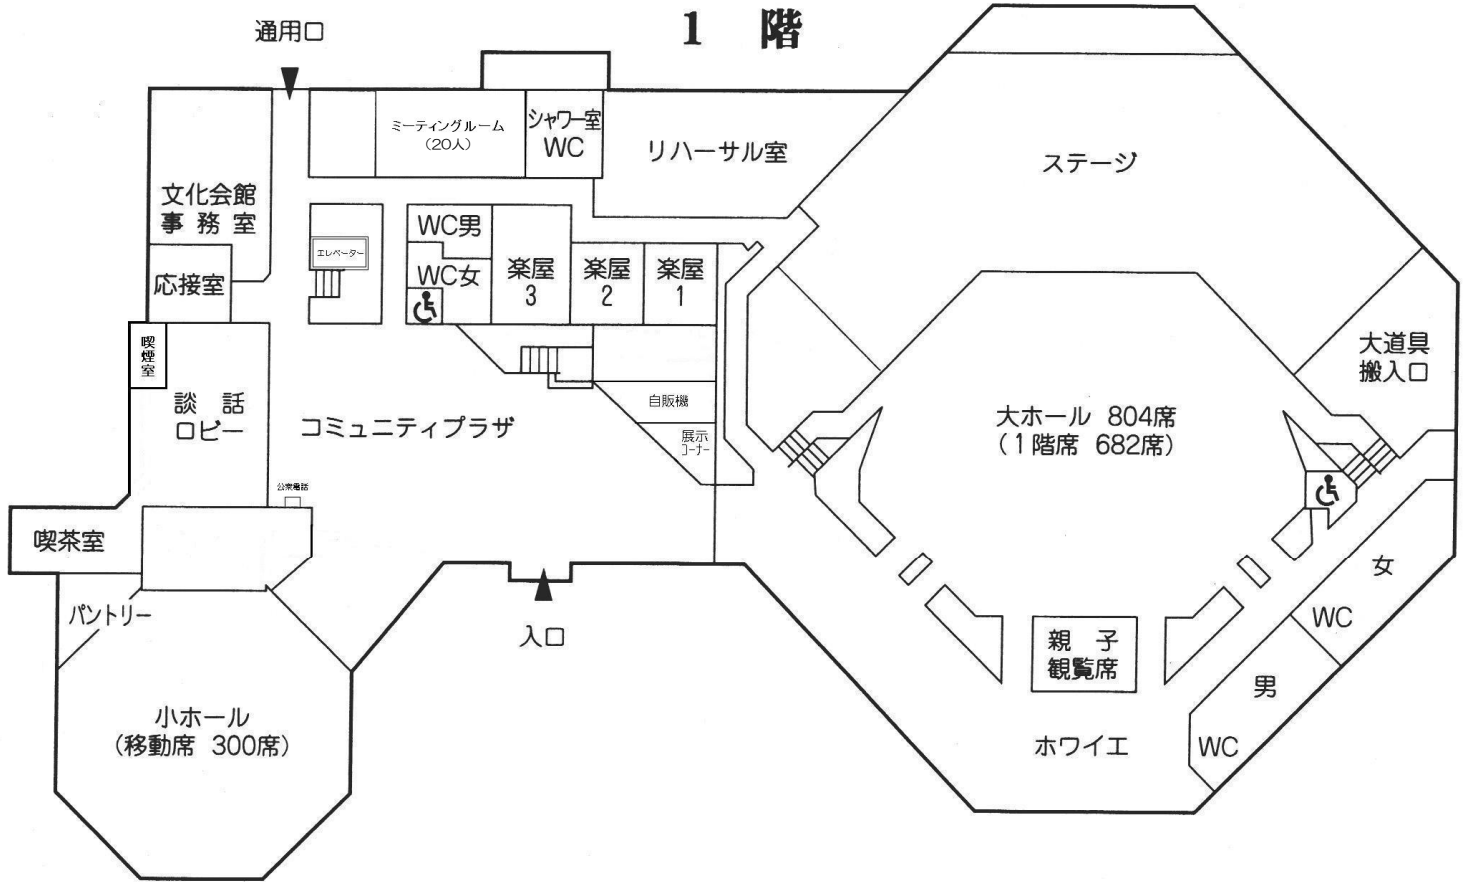 1 階
通用口
ミーティングルーム
(20人)
シャワー室
WC
リハーサル室
ステージ
文化会館
事務室
応接室
エレベーター
WC男
WC女
楽屋
3
楽屋
2
楽屋
1
喫煙室
談話
ロビー
コミュニティプラザ
自販機
展示
コーナー
公衆電話
大道具
搬入口
大ホール 804席
(1階席 682席)
喫茶室
パントリー
入口
小ホール
(移動席 300席)
親子
観覧席
ホワイエ
女
WC
男
WC